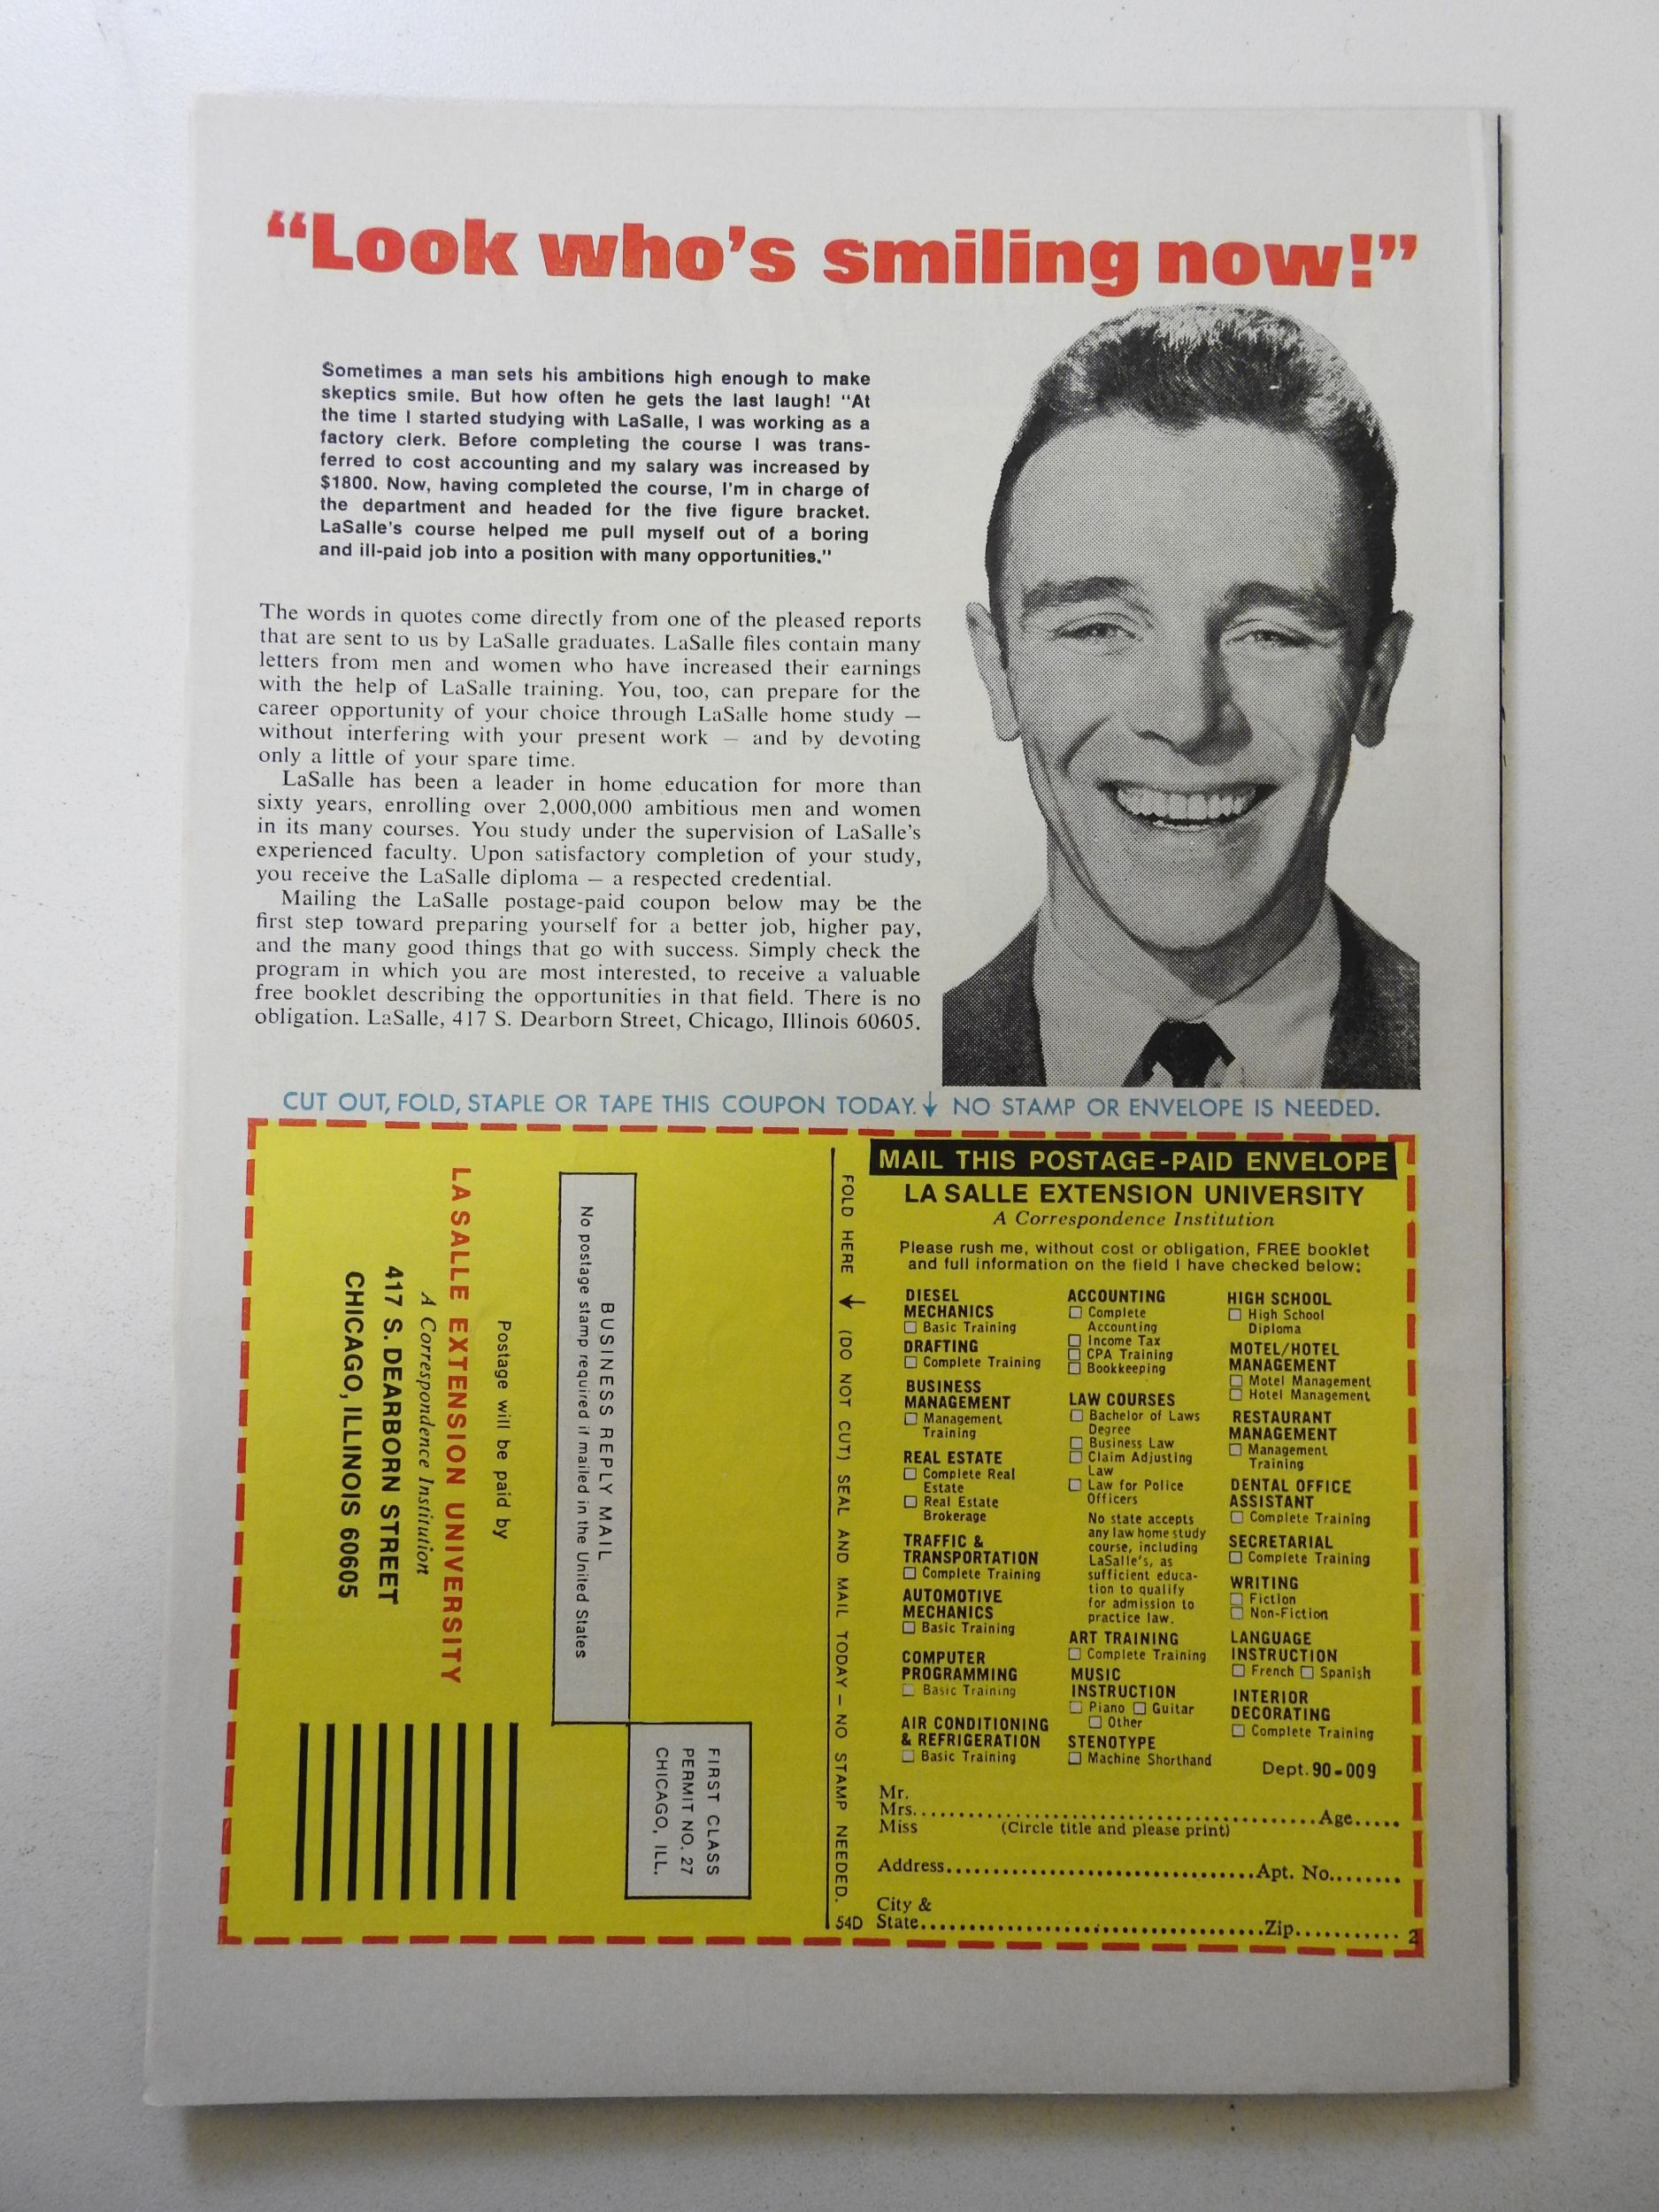 “Look who’s smiling now!”
Sometimes a man sets his ambitions high enough to make
skeptics smile. But how often he gets the last laugh! “At
the time I started studying with LaSalle, I was working as a
factory clerk. Before completing the course I was trans-
ferred to cost accounting and my salary was increased by
$1800. Now, having completed the course, I'm in charge of
the department and headed for the five figure bracket.
LaSalle's course helped me pull myself out of a boring
and ill-paid job into a position with many opportunities.”
The words in quotes come directly from one of the pleased reports
that are sent to us by LaSalle graduates. LaSalle files contain many
letters from men and women who have increased their earnings
with the help of LaSalle training. You, too, can prepare for the
career opportunity of your choice through LaSalle home study —
without interfering with your present work — and by devoting
only a little of your spare time.
LaSalle has been a leader in home education for more than
sixty years, enrolling over 2,000,000 ambitious men and women
in its many courses. You study under the supervision of LaSalle's
experienced faculty. Upon satisfactory completion of your study,
you receive the LaSalle diploma — a respected credential.
Mailing the LaSalle postage-paid coupon below may be the
first step toward preparing yourself for a better job, higher pay,
and the many good things that go with success. Simply check the
program in which you are most interested, to receive a valuable
free booklet describing the opportunities in that field. There is no
obligation. LaSalle, 417 S. Dearborn Street, Chicago, Illinois 60605.
CUT OUT, FOLD, STAPLE OR TAPE THIS COUPON TODAY.↓ NO STAMP OR ENVELOPE IS NEEDED.
FIRST CLASS
PERMIT NO. 27
CHICAGO, ILL.
BUSINESS REPLY MAIL
No postage stamp required if mailed in the United States
Postage will be paid by
LA SALLE EXTENSION UNIVERSITY
A Correspondence Institution
417 S. DEARBORN STREET
CHICAGO, ILLINOIS 60605
FOLD HERE ↓ (DO NOT CUT) SEAL AND MAIL TODAY – NO STAMP NEEDED.
54D
MAIL THIS POSTAGE-PAID ENVELOPE
LA SALLE EXTENSION UNIVERSITY
A Correspondence Institution
Please rush me, without cost or obligation, FREE booklet
and full information on the field I have checked below:
DIESEL
MECHANICS
☐ Basic Training
DRAFTING
☐ Complete Training
BUSINESS
MANAGEMENT
☐ Management
Training
REAL ESTATE
☐ Complete Real
Estate
☐ Real Estate
Brokerage
TRAFFIC &
TRANSPORTATION
☐ Complete Training
AUTOMOTIVE
MECHANICS
☐ Basic Training
COMPUTER
PROGRAMMING
☐ Basic Training
AIR CONDITIONING
& REFRIGERATION
☐ Basic Training
ACCOUNTING
☐ Complete
Accounting
☐ Income Tax
☐ CPA Training
☐ Bookkeeping
LAW COURSES
☐ Bachelor of Laws
Degree
☐ Business Law
☐ Claim Adjusting
Law
☐ Law for Police
Officers
No state accepts
any law home study
course, including
LaSalle's, as
sufficient educa-
tion to qualify
for admission to
practice law.
ART TRAINING
☐ Complete Training
MUSIC
INSTRUCTION
☐ Piano ☐ Guitar
☐ Other
STENOTYPE
☐ Machine Shorthand
HIGH SCHOOL
☐ High School
Diploma
MOTEL/HOTEL
MANAGEMENT
☐ Motel Management
☐ Hotel Management
RESTAURANT
MANAGEMENT
☐ Management
Training
DENTAL OFFICE
ASSISTANT
☐ Complete Training
SECRETARIAL
☐ Complete Training
WRITING
☐ Fiction
☐ Non-Fiction
LANGUAGE
INSTRUCTION
☐ French ☐ Spanish
INTERIOR
DECORATING
☐ Complete Training
Dept. 90-009
Mr.
Mrs.......................................Age.....
Miss (Circle title and please print)
Address...................................Apt. No........
City &
State.....................................Zip............ 2